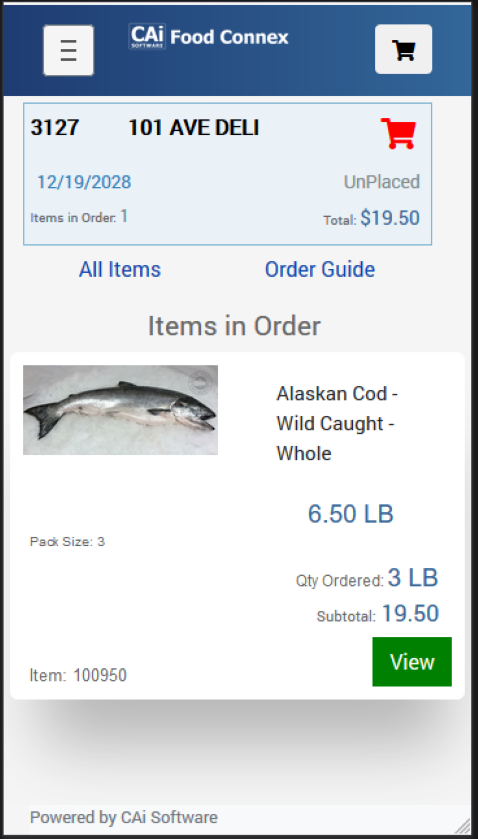 CAi SOFTWARE Food Connex
3127 101 AVE DELI
12/19/2028 UnPlaced
Items in Order: 1 Total: $19.50
All Items Order Guide
Items in Order
Alaskan Cod -
Wild Caught -
Whole
6.50 LB
Pack Size: 3
Qty Ordered: 3 LB
Subtotal: 19.50
View
Item: 100950
Powered by CAi Software